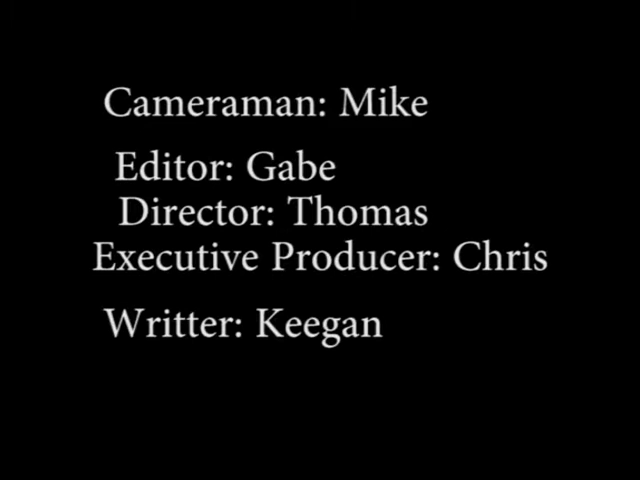 Cameraman: Mike
Editor: Gabe
Director: Thomas
Executive Producer: Chris
Writter: Keegan